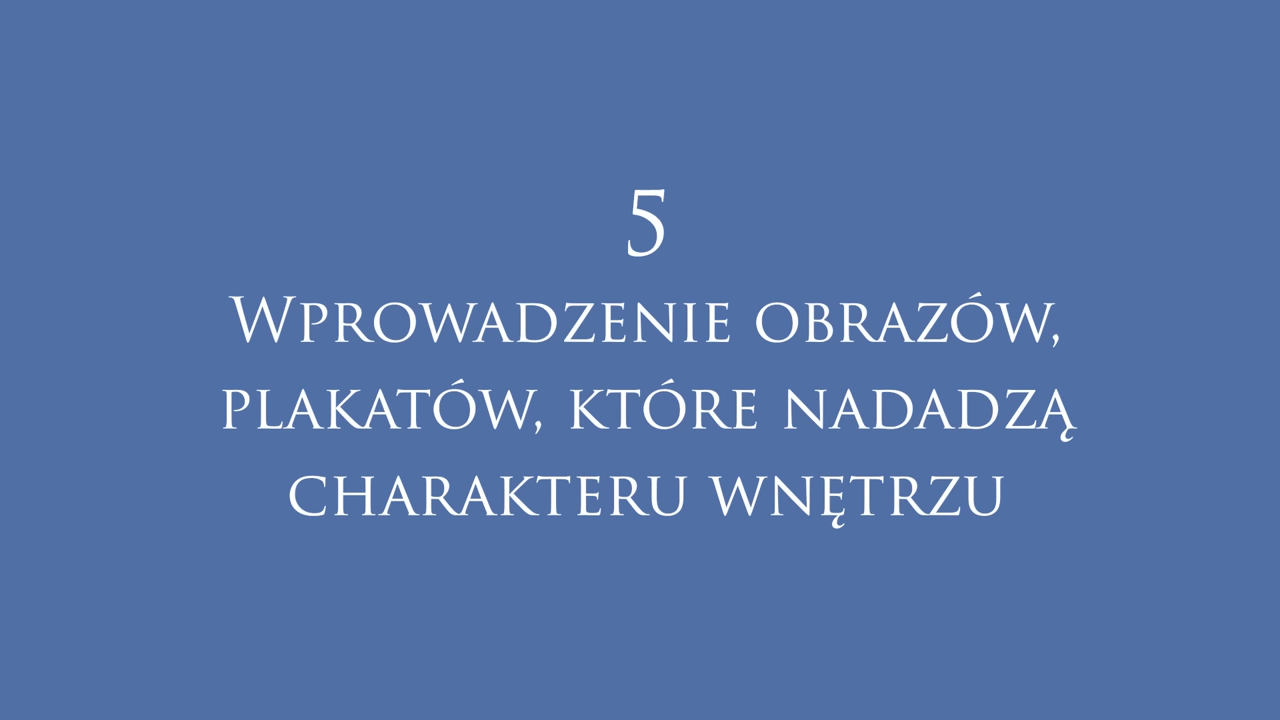 5
Wprowadzenie obrazów,
plakatów, które nadadzą
charakteru wnętrzu